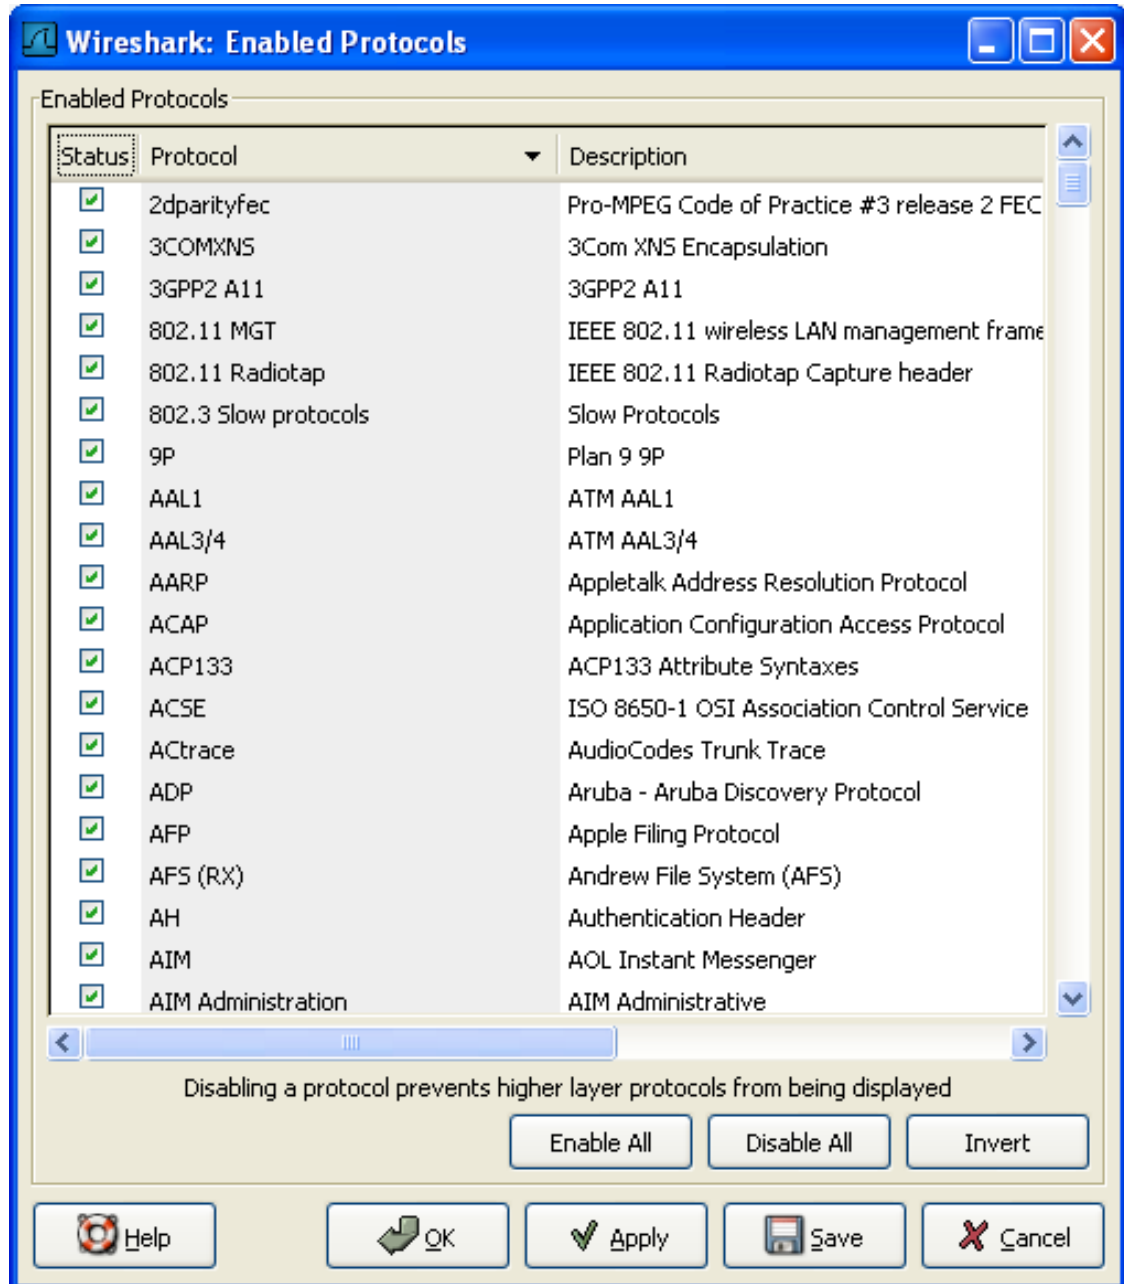 Wireshark: Enabled Protocols
Enabled Protocols
Status Protocol Description
2dparityfec Pro-MPEG Code of Practice #3 release 2 FEC
3COMXNS 3Com XNS Encapsulation
3GPP2 A11 3GPP2 A11
802.11 MGT IEEE 802.11 wireless LAN management frame
802.11 Radiotap IEEE 802.11 Radiotap Capture header
802.3 Slow protocols Slow Protocols
9P Plan 9 9P
AAL1 ATM AAL1
AAL3/4 ATM AAL3/4
AARP Appletalk Address Resolution Protocol
ACAP Application Configuration Access Protocol
ACP133 ACP133 Attribute Syntaxes
ACSE ISO 8650-1 OSI Association Control Service
ACtrace AudioCodes Trunk Trace
ADP Aruba - Aruba Discovery Protocol
AFP Apple Filing Protocol
AFS (RX) Andrew File System (AFS)
AH Authentication Header
AIM AOL Instant Messenger
AIM Administration AIM Administrative
Disabling a protocol prevents higher layer protocols from being displayed
Enable All Disable All Invert
Help OK Apply Save Cancel